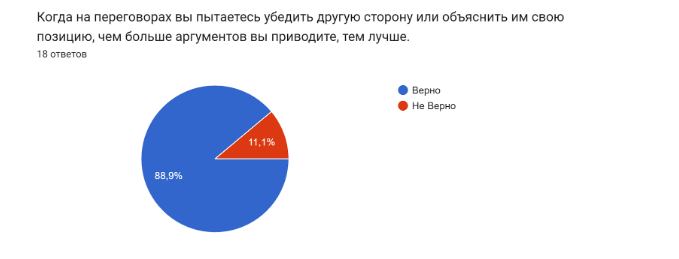 Когда на переговорах вы пытаетесь убедить другую сторону или объяснить им свою
позицию, чем больше аргументов вы приводите, тем лучше.
18 ответов
Верно
Не Верно
11,1%
88,9%